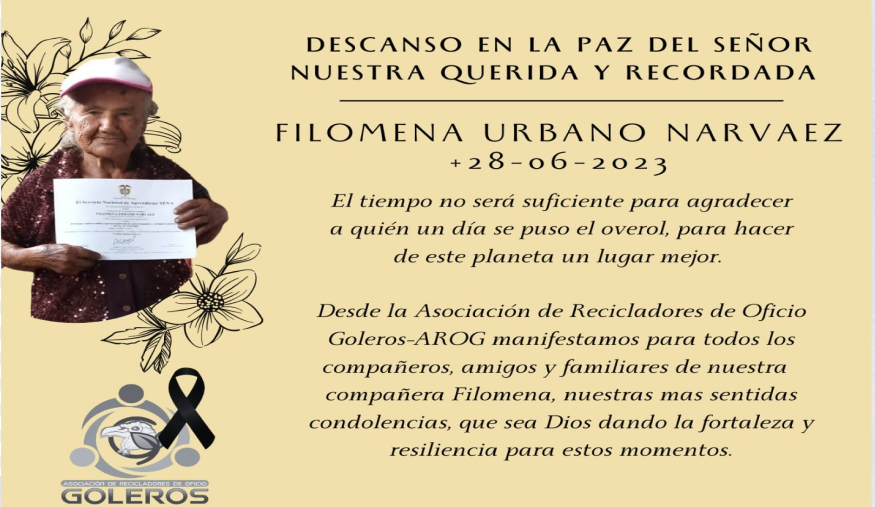 DESCANSO EN LA PAZ DEL SEÑOR
NUESTRA QUERIDA Y RECORDADA
FILOMENA URBANO NARVAEZ
+28-06-2023
El tiempo no será suficiente para agradecer
a quién un día se puso el overol, para hacer
de este planeta un lugar mejor.
Desde la Asociación de Recicladores de Oficio
Goleros-AROG manifestamos para todos los
compañeros, amigos y familiares de nuestra
compañera Filomena, nuestras mas sentidas
condolencias, que sea Dios dando la fortaleza y
resiliencia para estos momentos.
El Servicio Nacional de Aprendizaje SENA
ASOCIACIÓN DE RECICLADORES DE OFICIO
GOLEROS